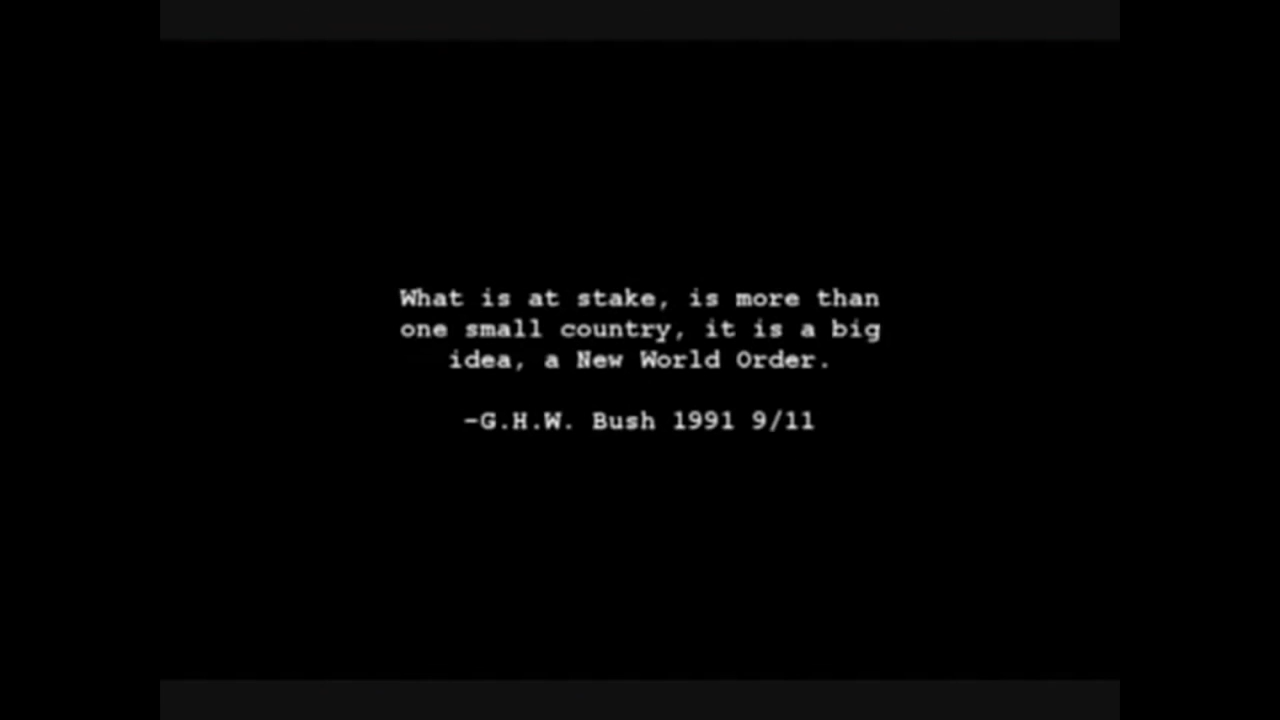 What is at stake, is more than
one small country, it is a big
idea, a New World Order.
-G.H.W. Bush 1991 9/11